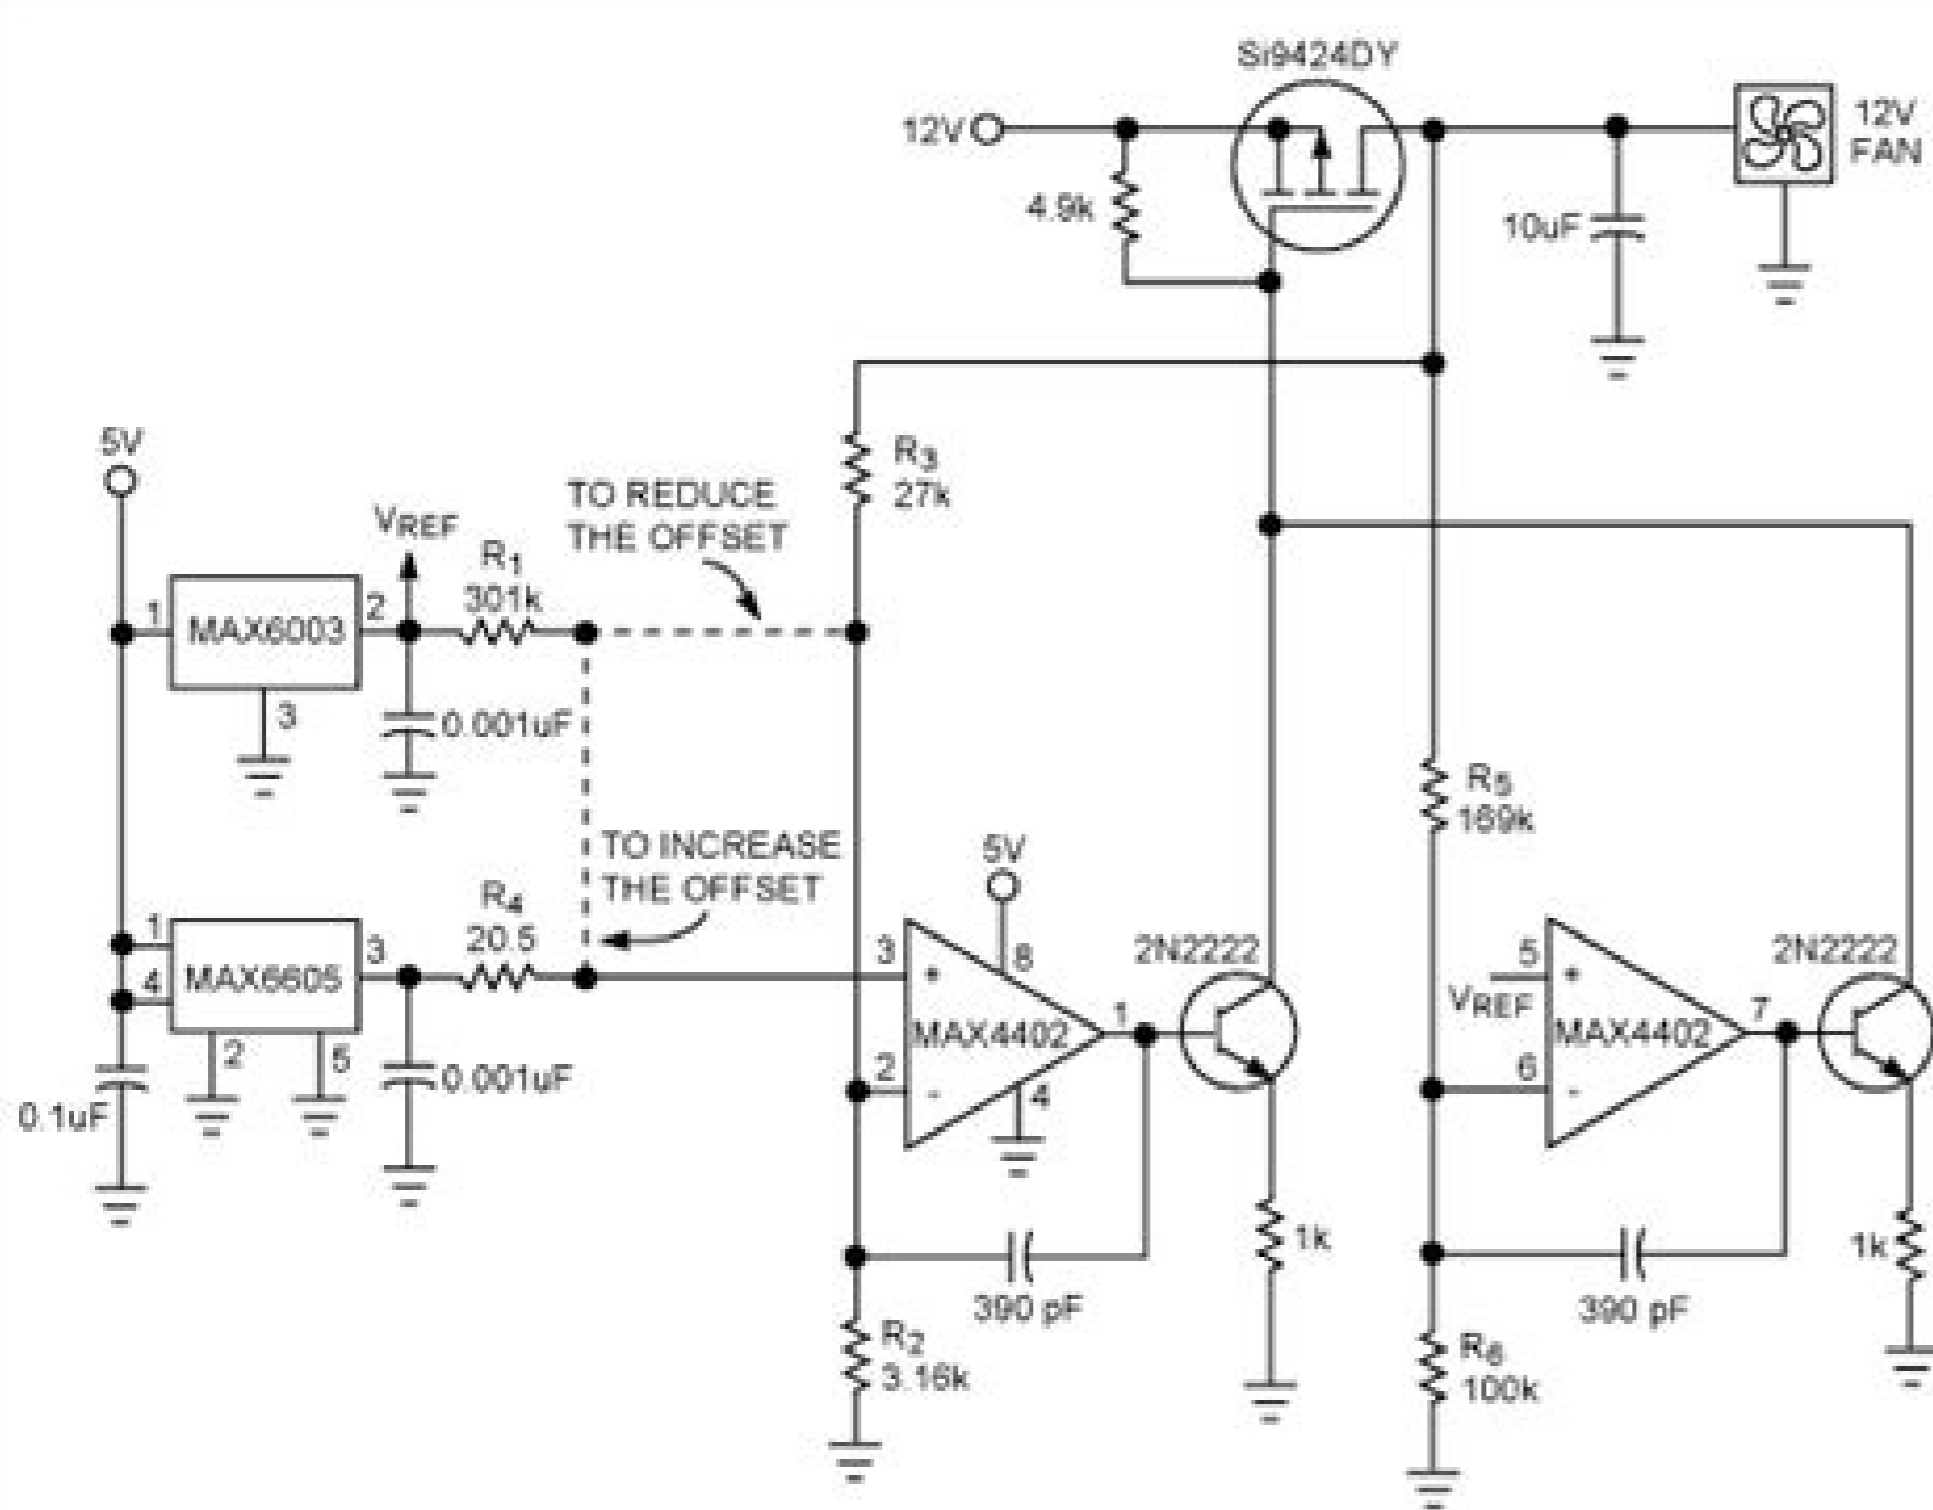 Si9424DY
12V
12V
FAN
4.9k
10uF
5V
VREF
R1
301k
TO REDUCE
THE OFFSET
R3
27k
1
MAX6003
2
3
0.001uF
R5
169k
TO INCREASE
THE OFFSET
5V
R4
20.5
1
4
MAX6605
3
2
5
0.001uF
0.1uF
3
+
8
MAX4402
1
2
-
4
2N2222
5
+
VREF
MAX4402
7
6
-
2N2222
1k
1k
390 pF
390 pF
R2
3.16k
R6
100k